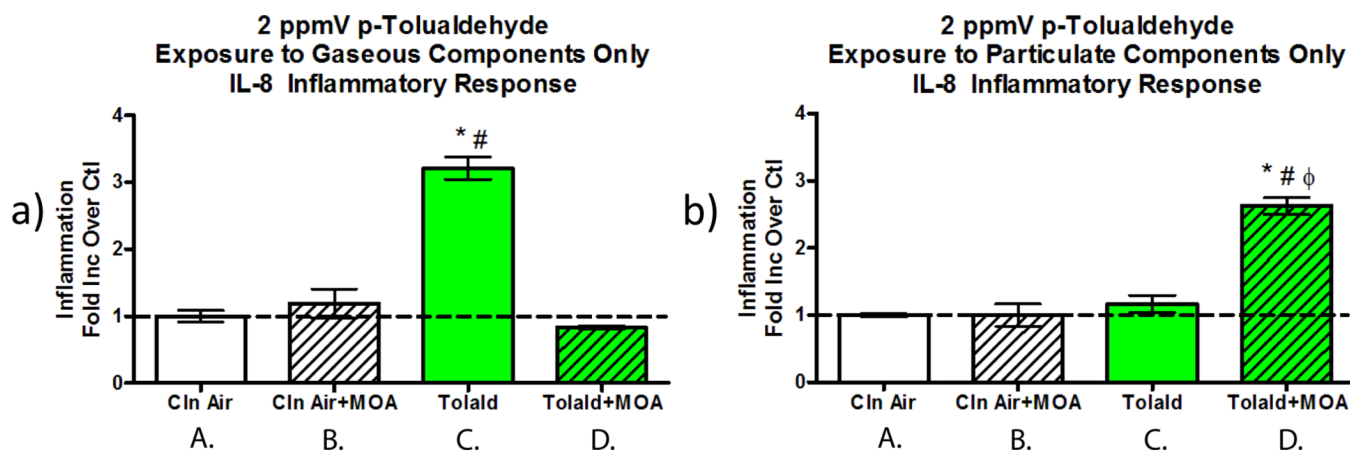 2 ppmV p-Tolualdehyde
Exposure to Gaseous Components Only
IL-8 Inflammatory Response
a)
Inflammation
Fold Inc Over Ctl
4
3
2
1
0
* #
Cln Air
Cln Air+MOA
Tolald
Tolald+MOA
A.
B.
C.
D.
2 ppmV p-Tolualdehyde
Exposure to Particulate Components Only
IL-8 Inflammatory Response
b)
Inflammation
Fold Inc Over Ctl
4
3
2
1
0
* # ϕ
Cln Air
Cln Air+MOA
Tolald
Tolald+MOA
A.
B.
C.
D.